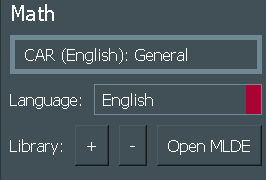 Math
CAR (English): General
Language: English
Library: + - Open MLDE